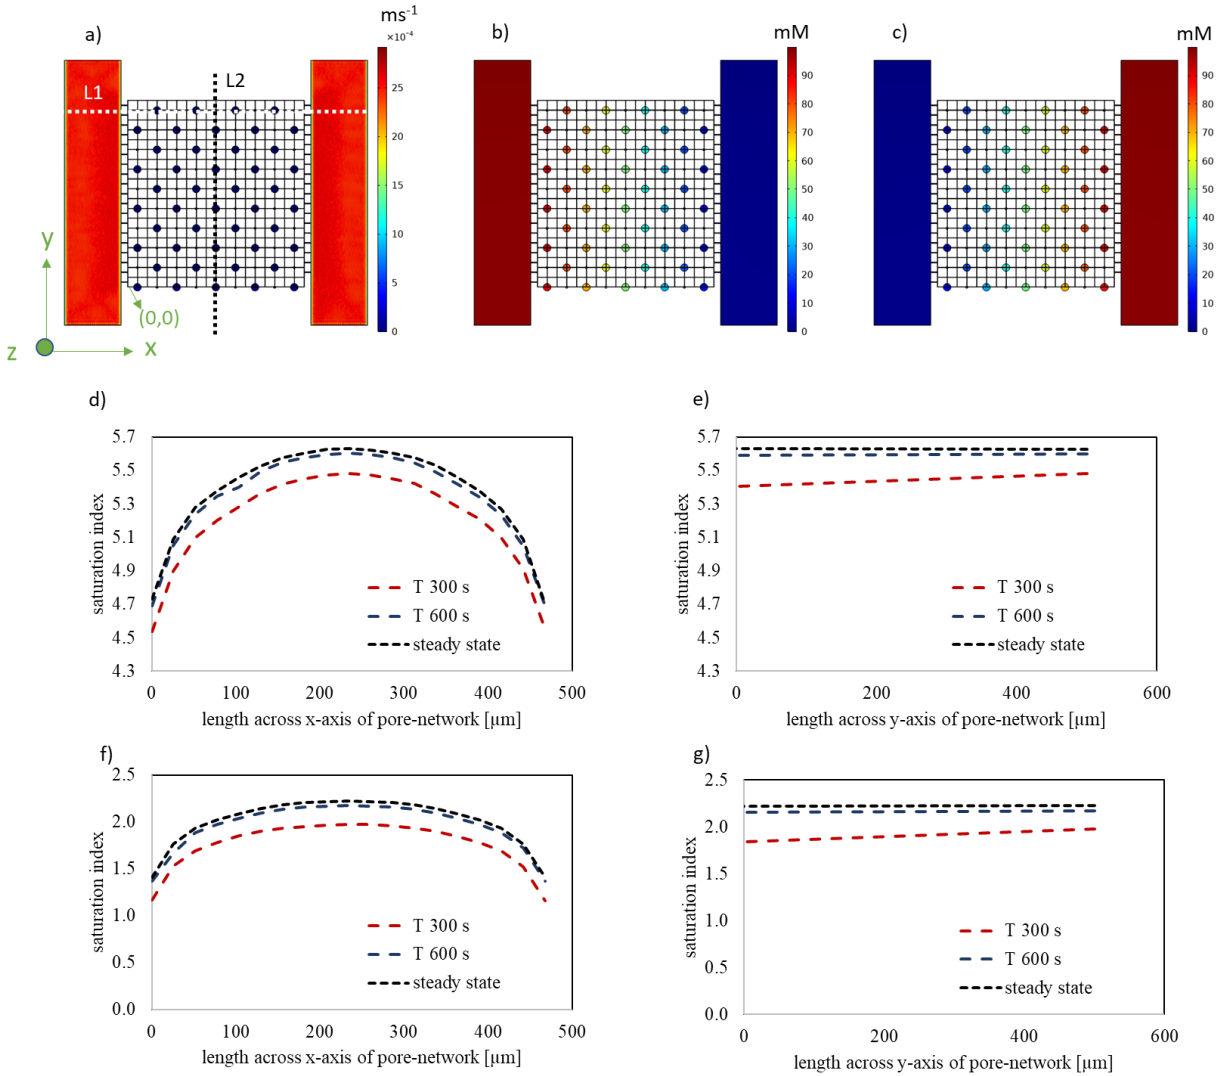 a)
ms⁻¹
×10⁻⁴
25
20
15
10
5
0
L1
L2
(0,0)
y
x
z
b)
mM
90
80
70
60
50
40
30
20
10
0
c)
mM
90
80
70
60
50
40
30
20
10
0
d)
5.7
5.5
5.3
5.1
4.9
4.7
4.5
4.3
saturation index
T 300 s
T 600 s
steady state
0 100 200 300 400 500
length across x-axis of pore-network [µm]
e)
5.7
5.5
5.3
5.1
4.9
4.7
4.5
4.3
saturation index
T 300 s
T 600 s
steady state
0 200 400 600
length across y-axis of pore-network [µm]
f)
2.5
2.0
1.5
1.0
0.5
0.0
saturation index
T 300 s
T 600 s
steady state
0 100 200 300 400 500
length across x-axis of pore-network [µm]
g)
2.5
2.0
1.5
1.0
0.5
0.0
saturation index
T 300 s
T 600 s
steady state
0 200 400 600
length across y-axis of pore-network [µm]